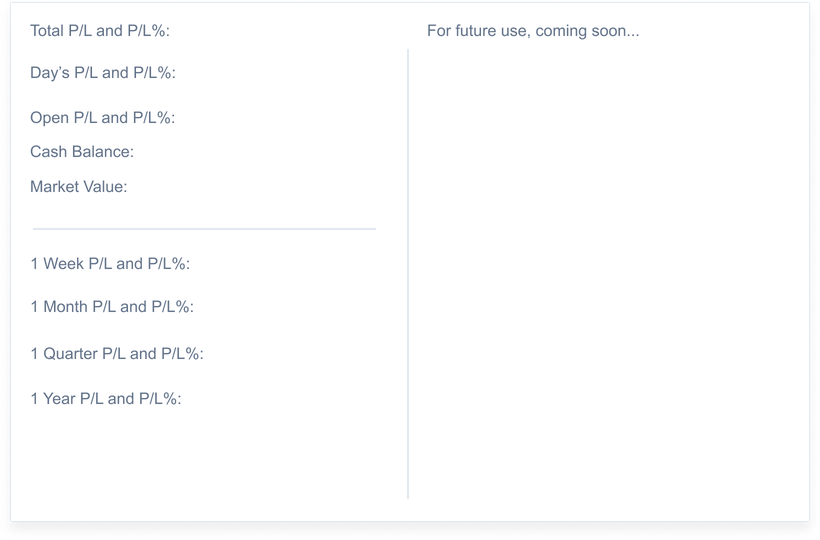 Total P/L and P/L%:
Day’s P/L and P/L%:
Open P/L and P/L%:
Cash Balance:
Market Value:
1 Week P/L and P/L%:
1 Month P/L and P/L%:
1 Quarter P/L and P/L%:
1 Year P/L and P/L%:
For future use, coming soon...